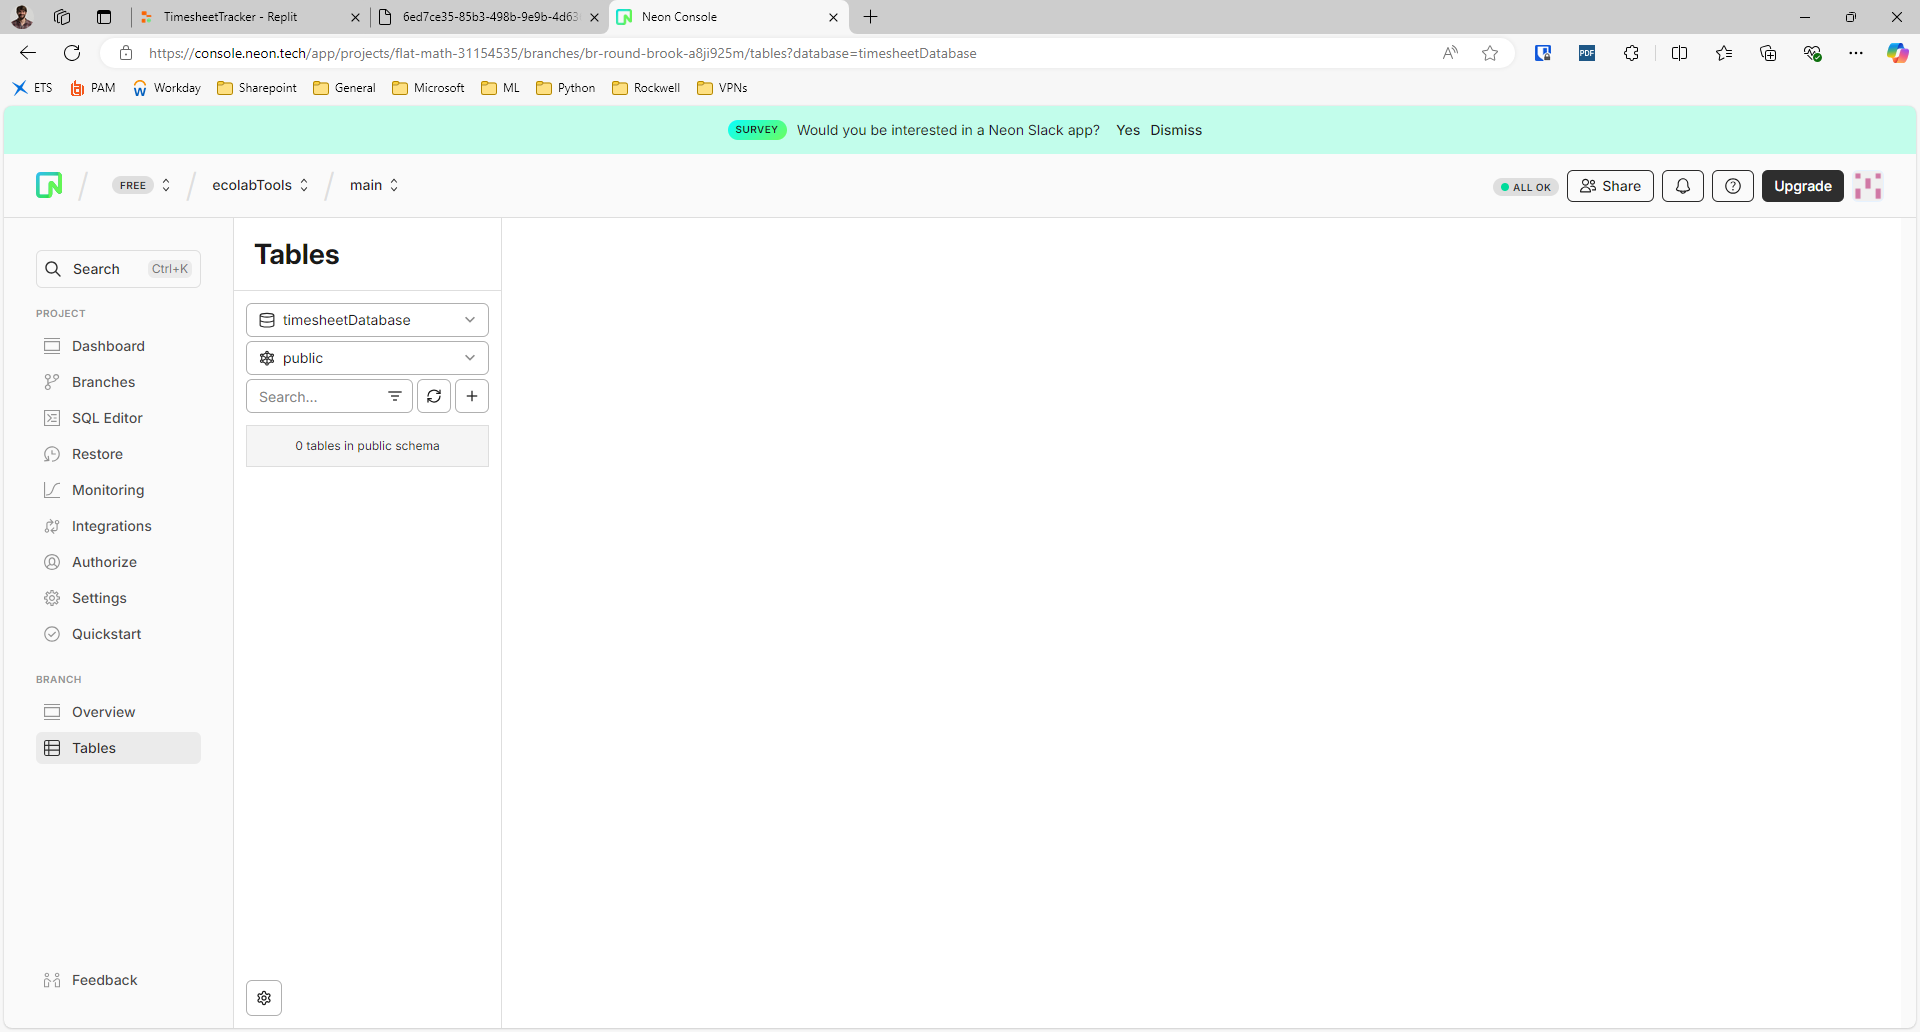 TimesheetTracker - Replit
6ed7ce35-85b3-498b-9e9b-4d63
Neon Console
https://console.neon.tech/app/projects/flat-math-31154535/branches/br-round-brook-a8ji925m/tables?database=timesheetDatabase
ETS PAM Workday Sharepoint General Microsoft ML Python Rockwell VPNs
SURVEY Would you be interested in a Neon Slack app? Yes Dismiss
FREE / ecolabTools / main
ALL OK Share Upgrade
Search Ctrl+K
PROJECT
Dashboard
Branches
SQL Editor
Restore
Monitoring
Integrations
Authorize
Settings
Quickstart
BRANCH
Overview
Tables
Feedback
Tables
timesheetDatabase
public
Search...
0 tables in public schema